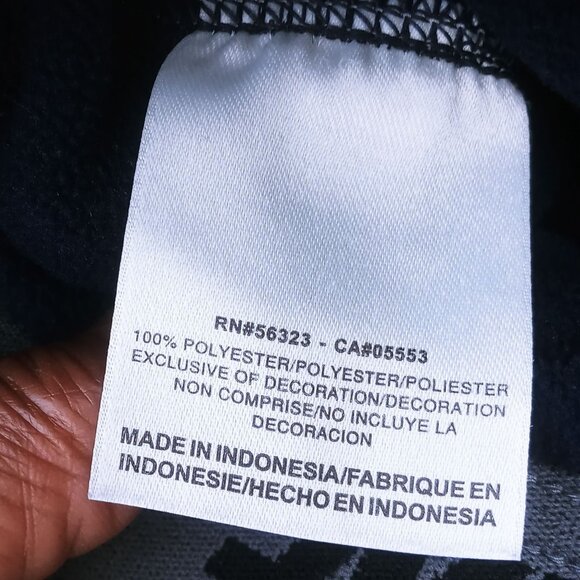 RN#56323 - CA#05553
100% POLYESTER/POLYESTER/POLIESTER
EXCLUSIVE OF DECORATION/DECORATION
NON COMPRISE/NO INCLUYE LA
DECORACION
MADE IN INDONESIA/FABRIQUE EN
INDONESIE/HECHO EN INDONESIA